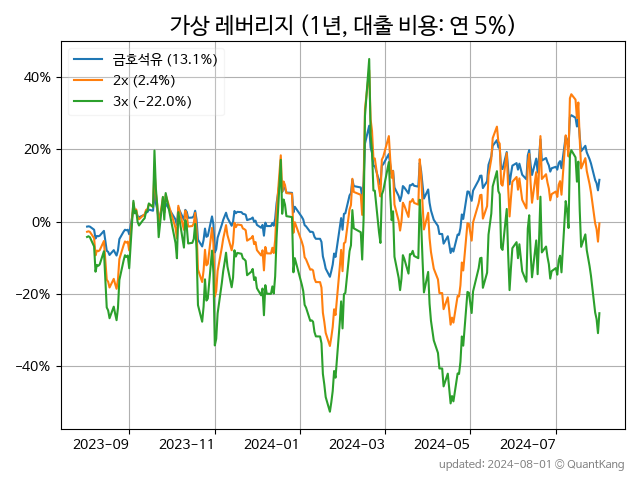 가상 레버리지 (1년, 대출 비용: 연 5%)
금호석유 (13.1%)
2x (2.4%)
3x (−22.0%)
40%
20%
0%
−20%
−40%
2023-09
2023-11
2024-01
2024-03
2024-05
2024-07
updated: 2024-08-01 © QuantKang